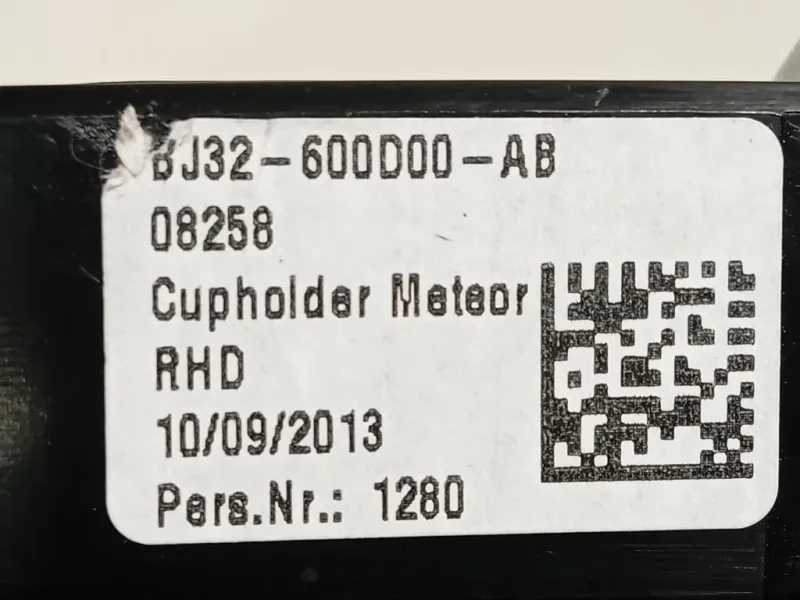 BJ32-600D00-AB
08258
Cupholder Meteor
RHD
10/09/2013
Pers.Nr.: 1280